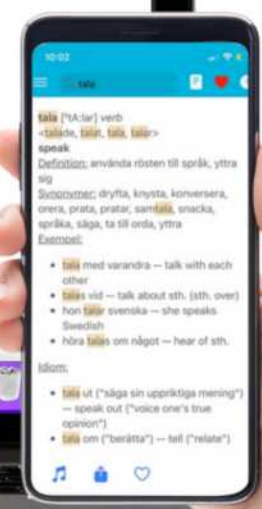 10:02
tala
tala [ˈtɑ:lar] verb
<talade, talat, tala, talar>
speak
Definition: använda rösten till språk, yttra
sig
Synonymer: dryfta, knysta, konversera,
orera, prata, pratar, samtala, snacka,
språka, säga, ta till orda, yttra
Exempel:
• tala med varandra — talk with each
other
• talas vid — talk about sth. (sth. over)
• hon talar svenska — she speaks
Swedish
• höra talas om något — hear of sth.
Idiom:
• tala ut ("säga sin uppriktiga mening")
— speak out ("voice one's true
opinion")
• tala om ("berätta") — tell ("relate")